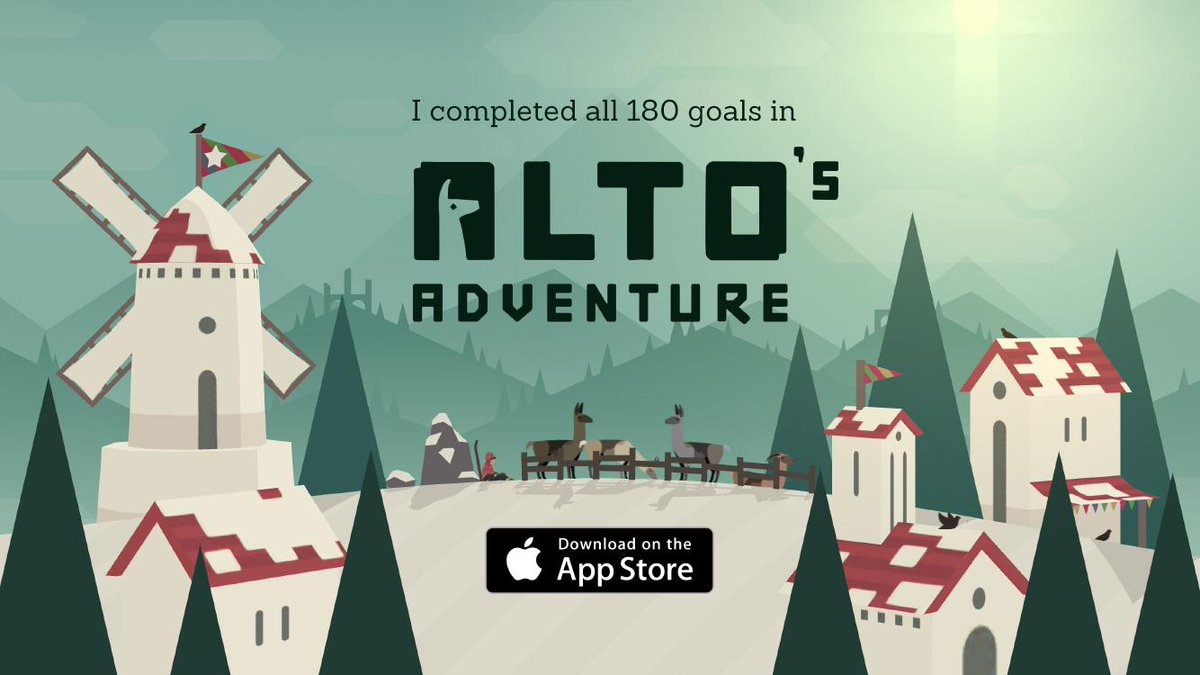 I completed all 180 goals in
ALTO's
ADVENTURE
Download on the
App Store